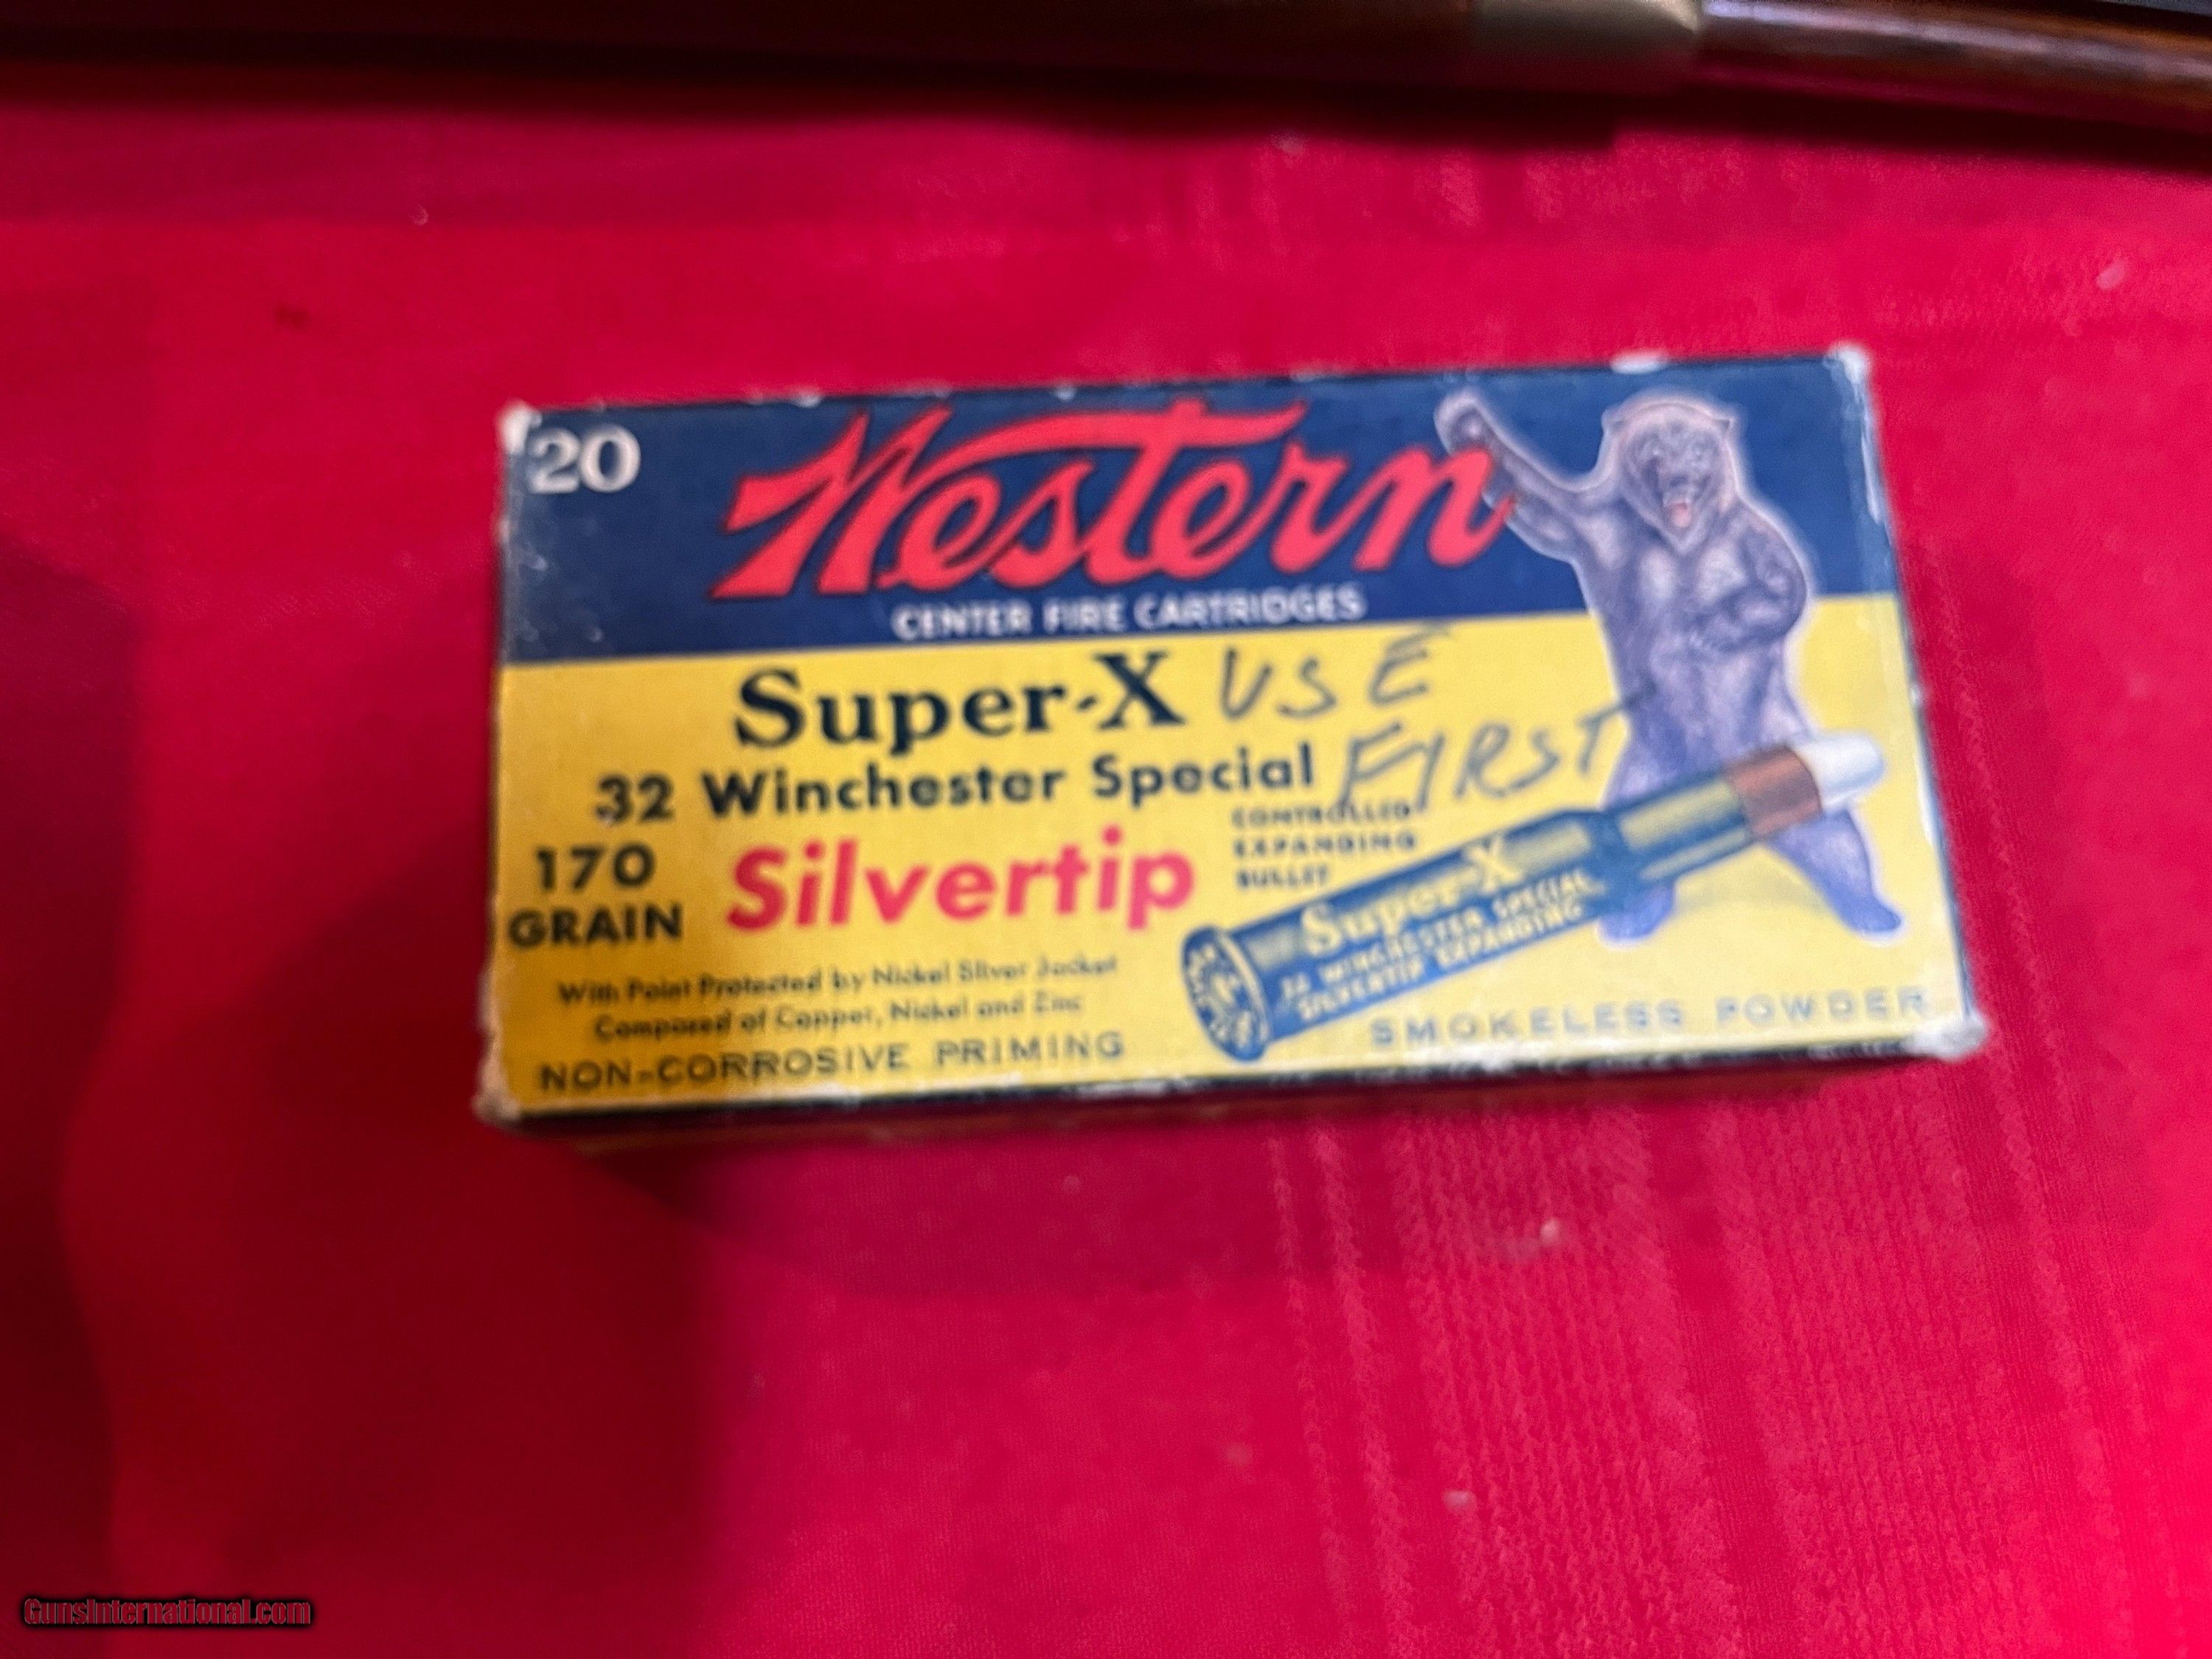 20
Western
CENTER FIRE CARTRIDGES
Super-X USE
FIRST
32 Winchester Special
170
GRAIN
Silvertip
CONTROLLED
EXPANDING
BULLET
Super-X
32 WINCHESTER SPECIAL
SILVERTIP EXPANDING
With Point Protected by Nickel Silver Jacket
Composed of Copper, Nickel and Zinc
NON-CORROSIVE PRIMING
SMOKELESS POWDER
GunsInternational.com